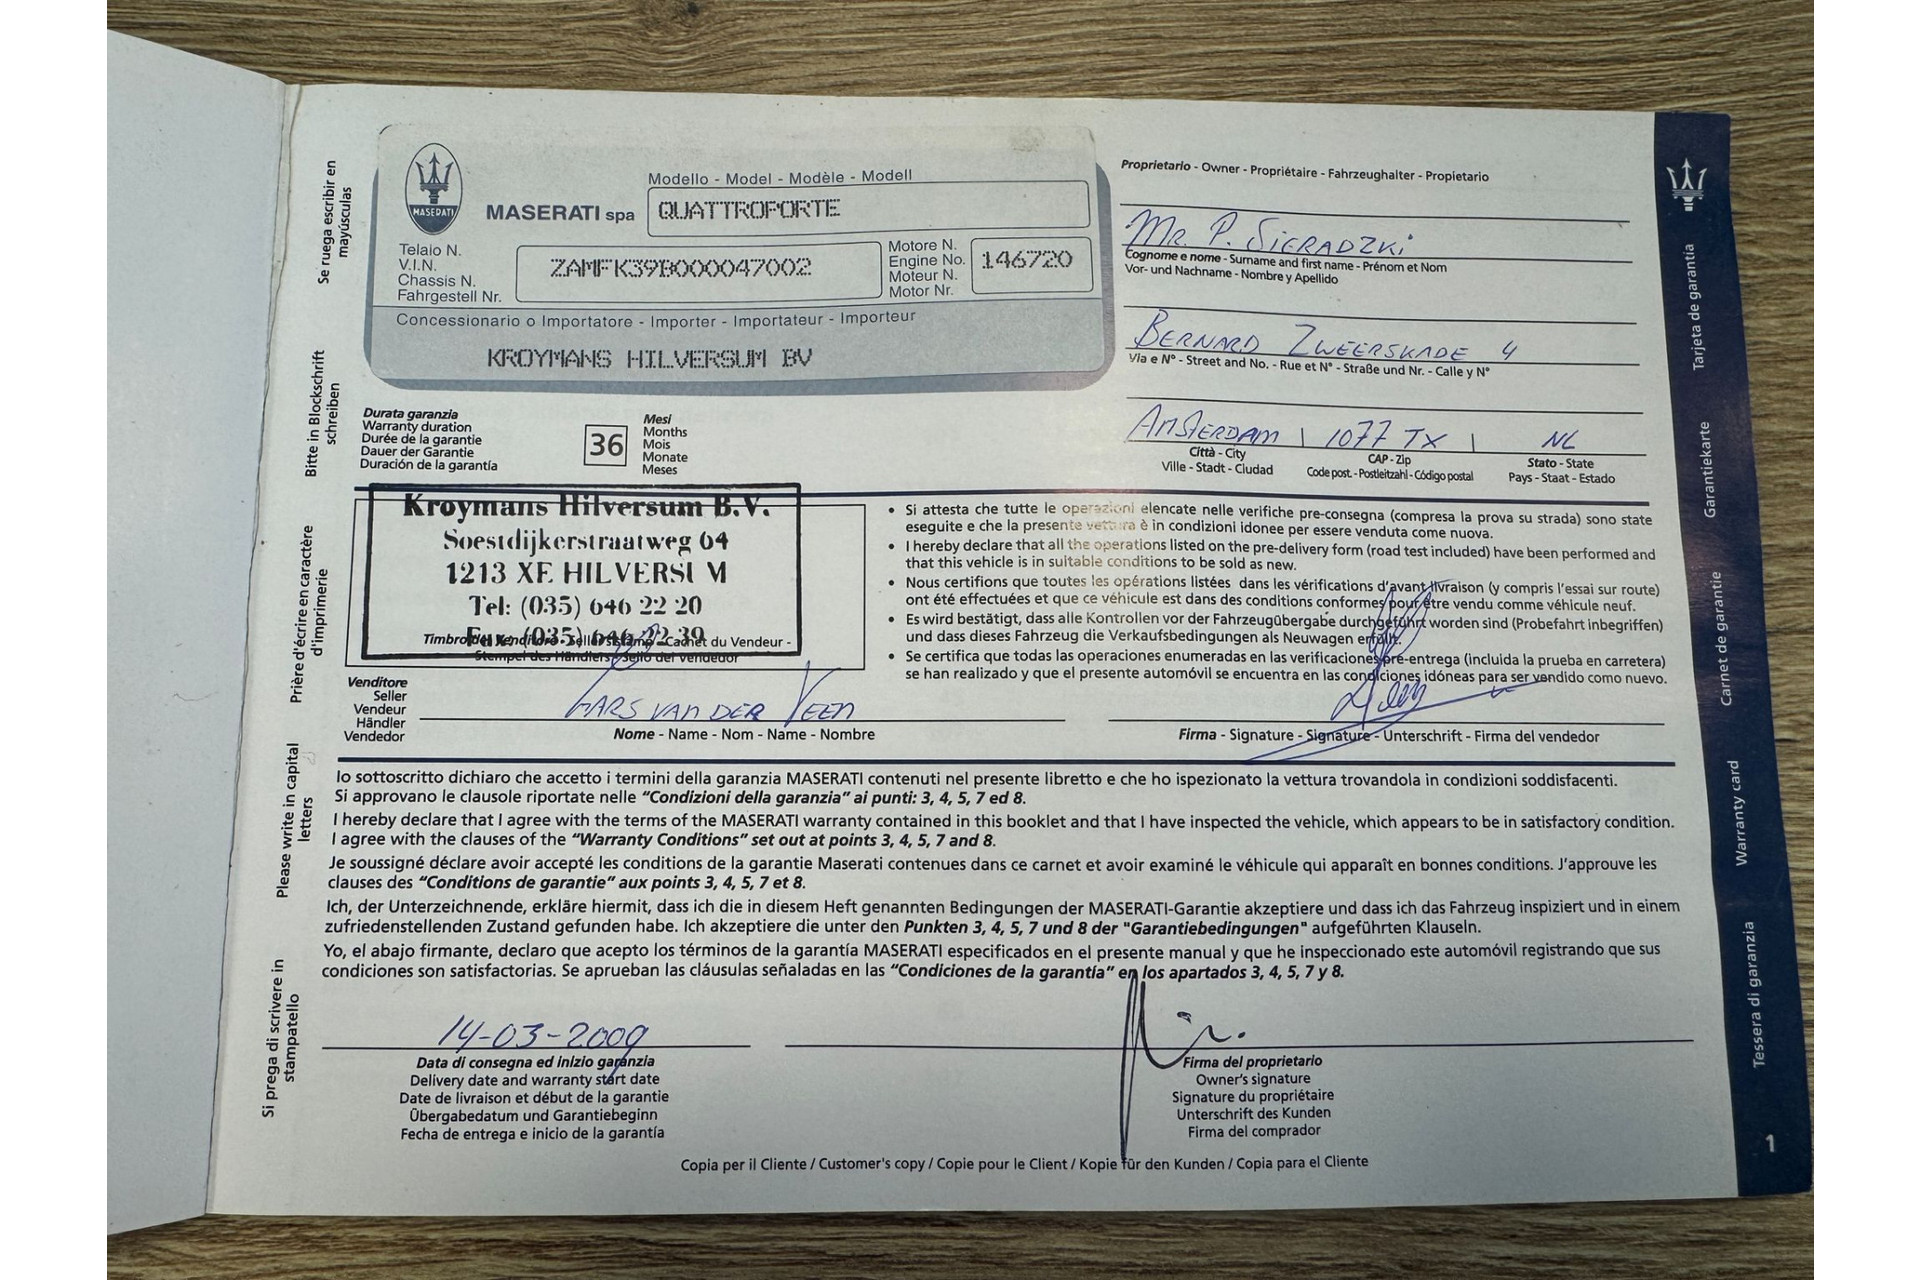 Se ruega escribir en
mayúsculas
Bitte in Blockschrift
schreiben
Prière d'écrire en caractère
d'imprimerie
Please write in capital
letters
Si prega di scrivere in
stampatello
MASERATI
MASERATI spa
Modello - Model - Modèle - Modell
QUATTROPORTE
Telaio N.
V.I.N.
Chassis N.
Fahrgestell Nr.
ZAMFK39B000047002
Motore N.
Engine No.
Moteur N.
Motor Nr.
146720
Concessionario o Importatore - Importer - Importateur - Importeur
KROYMANS HILVERSUM BV
Proprietario - Owner - Propriétaire - Fahrzeughalter - Propietario
MR. P. SIERADZKI
Cognome e nome - Surname and first name - Prénom et Nom
Vor- und Nachname - Nombre y Apellido
BERNARD ZWEERSKADE 4
Via e N° - Street and No. - Rue et N° - Straße und Nr. - Calle y N°
AMSTERDAM | 1077 TX | NL
Città - City
Ville - Stadt - Ciudad
CAP - Zip
Code post. - Postleitzahl - Código postal
Stato - State
Pays - Staat - Estado
Durata garanzia
Warranty duration
Durée de la garantie
Dauer der Garantie
Duración de la garantía
36
Mesi
Months
Mois
Monate
Meses
Kroymans Hilversum B.V.
Soestdijkerstraatweg 64
1213 XE HILVERSUM
Tel: (035) 646 22 20
Fax: (035) 646 22 39
Timbro del Venditore - Seller's stamp - Cachet du Vendeur -
Stempel des Händlers - Sello del vendedor
• Si attesta che tutte le operazioni elencate nelle verifiche pre-consegna (compresa la prova su strada) sono state
eseguite e che la presente vettura è in condizioni idonee per essere venduta come nuova.
• I hereby declare that all the operations listed on the pre-delivery form (road test included) have been performed and
that this vehicle is in suitable conditions to be sold as new.
• Nous certifions que toutes les opérations listées dans les vérifications d'avant livraison (y compris l'essai sur route)
ont été effectuées et que ce véhicule est dans des conditions conformes pour être vendu comme véhicule neuf.
• Es wird bestätigt, dass alle Kontrollen vor der Fahrzeugübergabe durchgeführt worden sind (Probefahrt inbegriffen)
und dass dieses Fahrzeug die Verkaufsbedingungen als Neuwagen erfüllt.
• Se certifica que todas las operaciones enumeradas en las verificaciones pre-entrega (incluida la prueba en carretera)
se han realizado y que el presente automóvil se encuentra en las condiciones idóneas para ser vendido como nuevo.
Venditore
Seller
Vendeur
Händler
Vendedor
LARS VAN DER VEEN
Nome - Name - Nom - Name - Nombre
Firma - Signature - Signature - Unterschrift - Firma del vendedor
Io sottoscritto dichiaro che accetto i termini della garanzia MASERATI contenuti nel presente libretto e che ho ispezionato la vettura trovandola in condizioni soddisfacenti.
Si approvano le clausole riportate nelle "Condizioni della garanzia" ai punti: 3, 4, 5, 7 ed 8.
I hereby declare that I agree with the terms of the MASERATI warranty contained in this booklet and that I have inspected the vehicle, which appears to be in satisfactory condition.
I agree with the clauses of the "Warranty Conditions" set out at points 3, 4, 5, 7 and 8.
Je soussigné déclare avoir accepté les conditions de la garantie Maserati contenues dans ce carnet et avoir examiné le véhicule qui apparaît en bonnes conditions. J'approuve les
clauses des "Conditions de garantie" aux points 3, 4, 5, 7 et 8.
Ich, der Unterzeichnende, erkläre hiermit, dass ich die in diesem Heft genannten Bedingungen der MASERATI-Garantie akzeptiere und dass ich das Fahrzeug inspiziert und in einem
zufriedenstellenden Zustand gefunden habe. Ich akzeptiere die unter den Punkten 3, 4, 5, 7 und 8 der "Garantiebedingungen" aufgeführten Klauseln.
Yo, el abajo firmante, declaro que acepto los términos de la garantía MASERATI especificados en el presente manual y que he inspeccionado este automóvil registrando que sus
condiciones son satisfactorias. Se aprueban las cláusulas señaladas en las "Condiciones de la garantía" en los apartados 3, 4, 5, 7 y 8.
14-03-2009
Data di consegna ed inizio garanzia
Delivery date and warranty start date
Date de livraison et début de la garantie
Übergabedatum und Garantiebeginn
Fecha de entrega e inicio de la garantía
Firma del proprietario
Owner's signature
Signature du propriétaire
Unterschrift des Kunden
Firma del comprador
Copia per il Cliente / Customer's copy / Copie pour le Client / Kopie für den Kunden / Copia para el Cliente
Tarjeta de garantía
Garantiekarte
Carnet de garantie
Warranty card
Tessera di garanzia
1